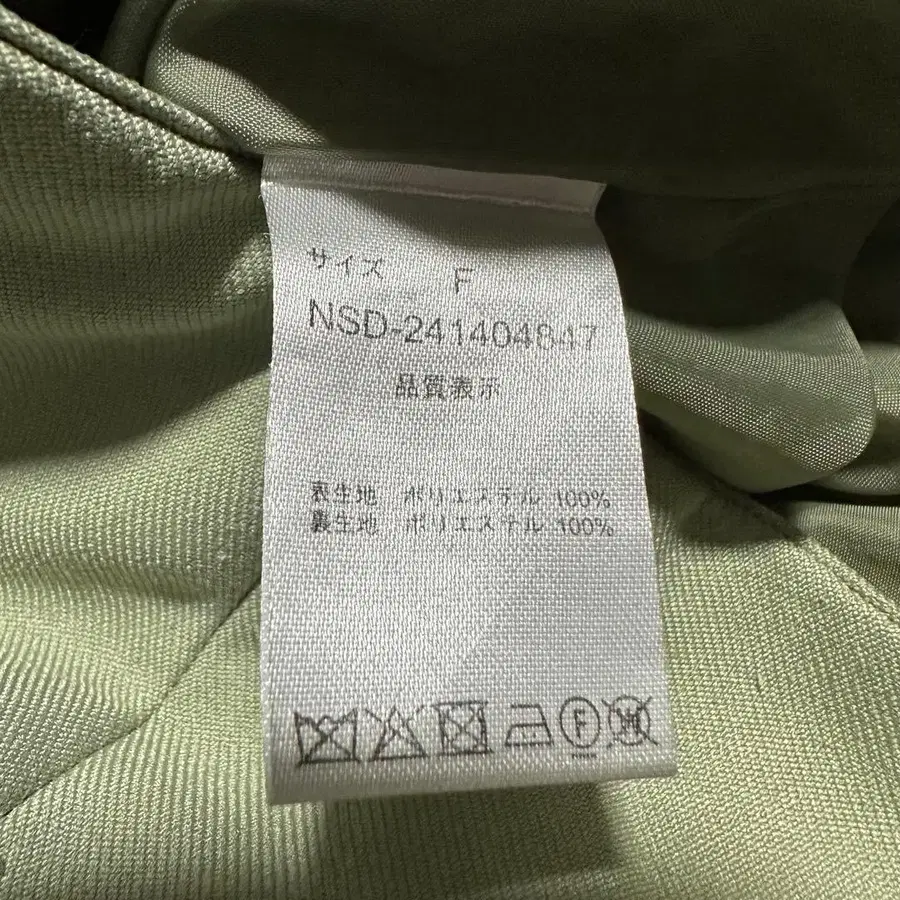 サイズ F
NSD-241404847
品質表示
表生地 ポリエステル 100%
裏生地 ポリエステル 100%
F
W